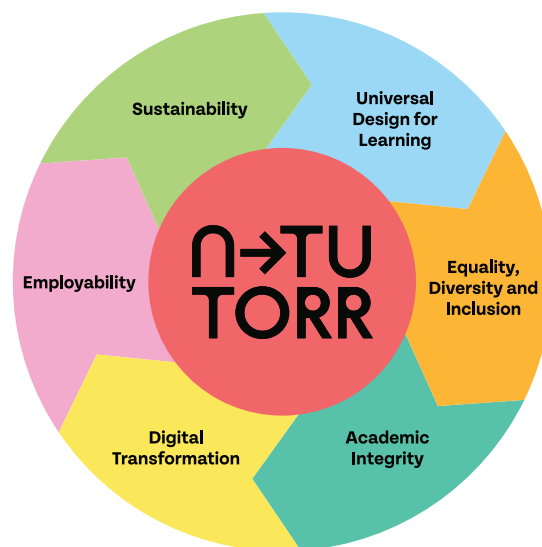 Sustainability
Universal
Design for
Learning
Equality,
Diversity and
Inclusion
Academic
Integrity
Digital
Transformation
Employability
N→TU
TORR